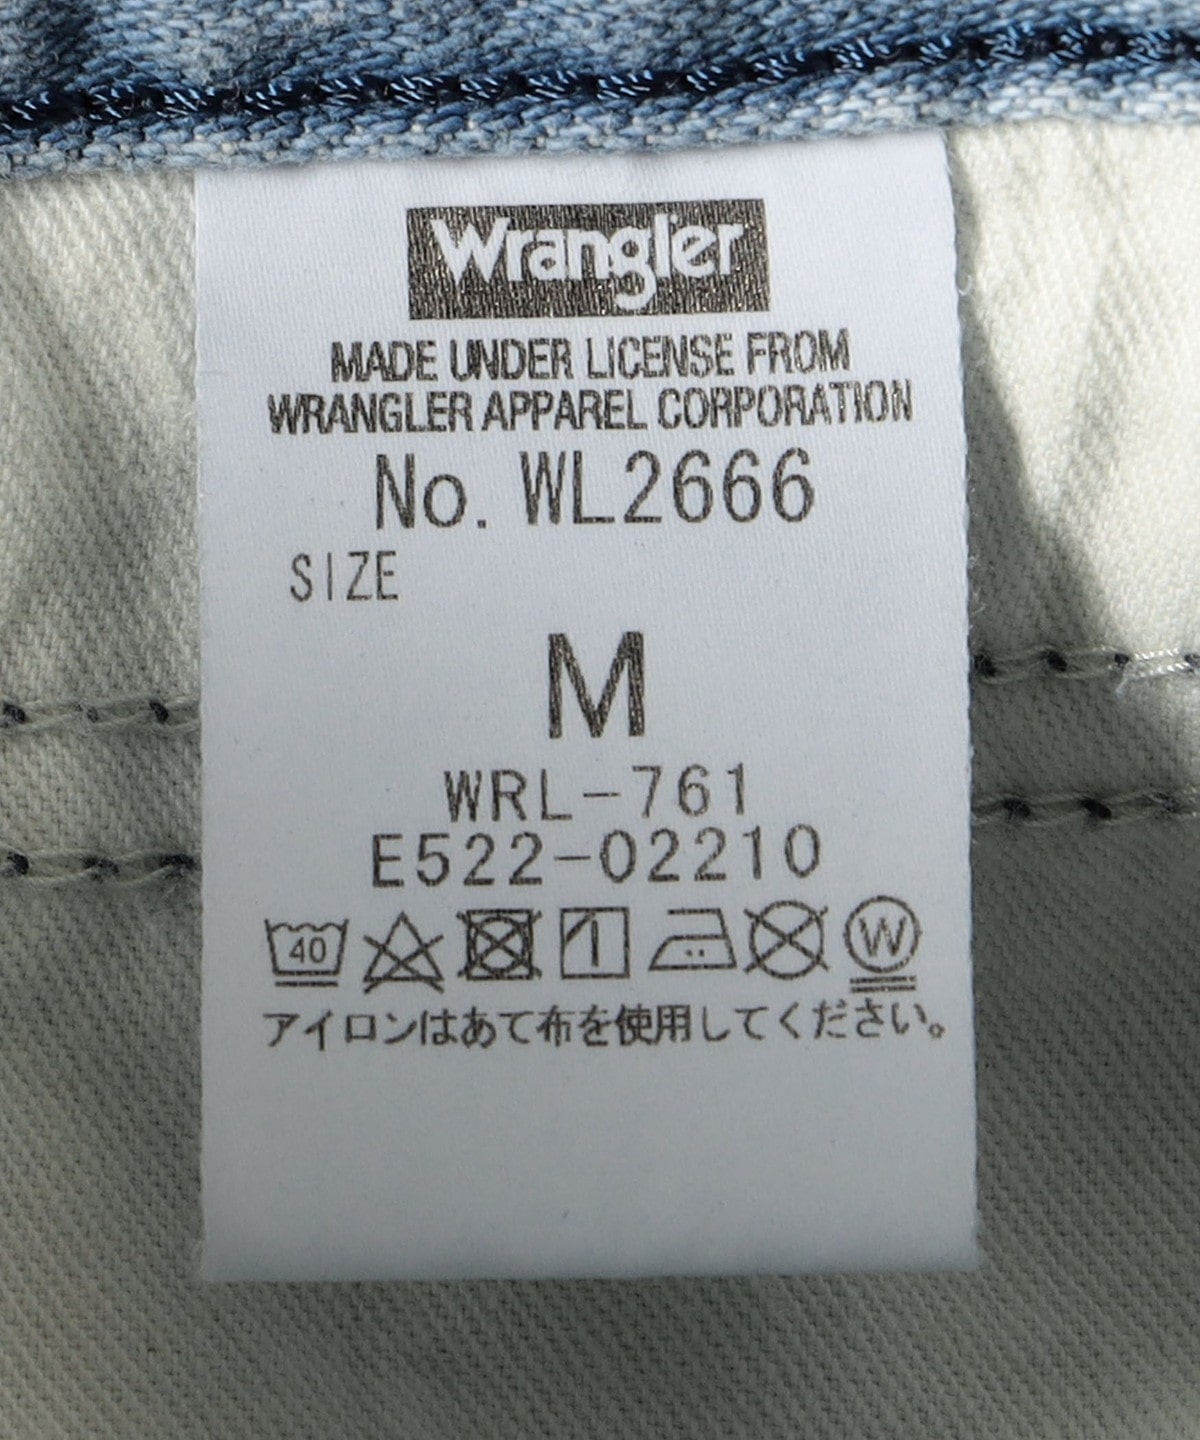 Wrangler
MADE UNDER LICENSE FROM
WRANGLER APPAREL CORPORATION
No. WL2666
SIZE
M
WRL-761
E522-02210
40
W
アイロンはあて布を使用してください。